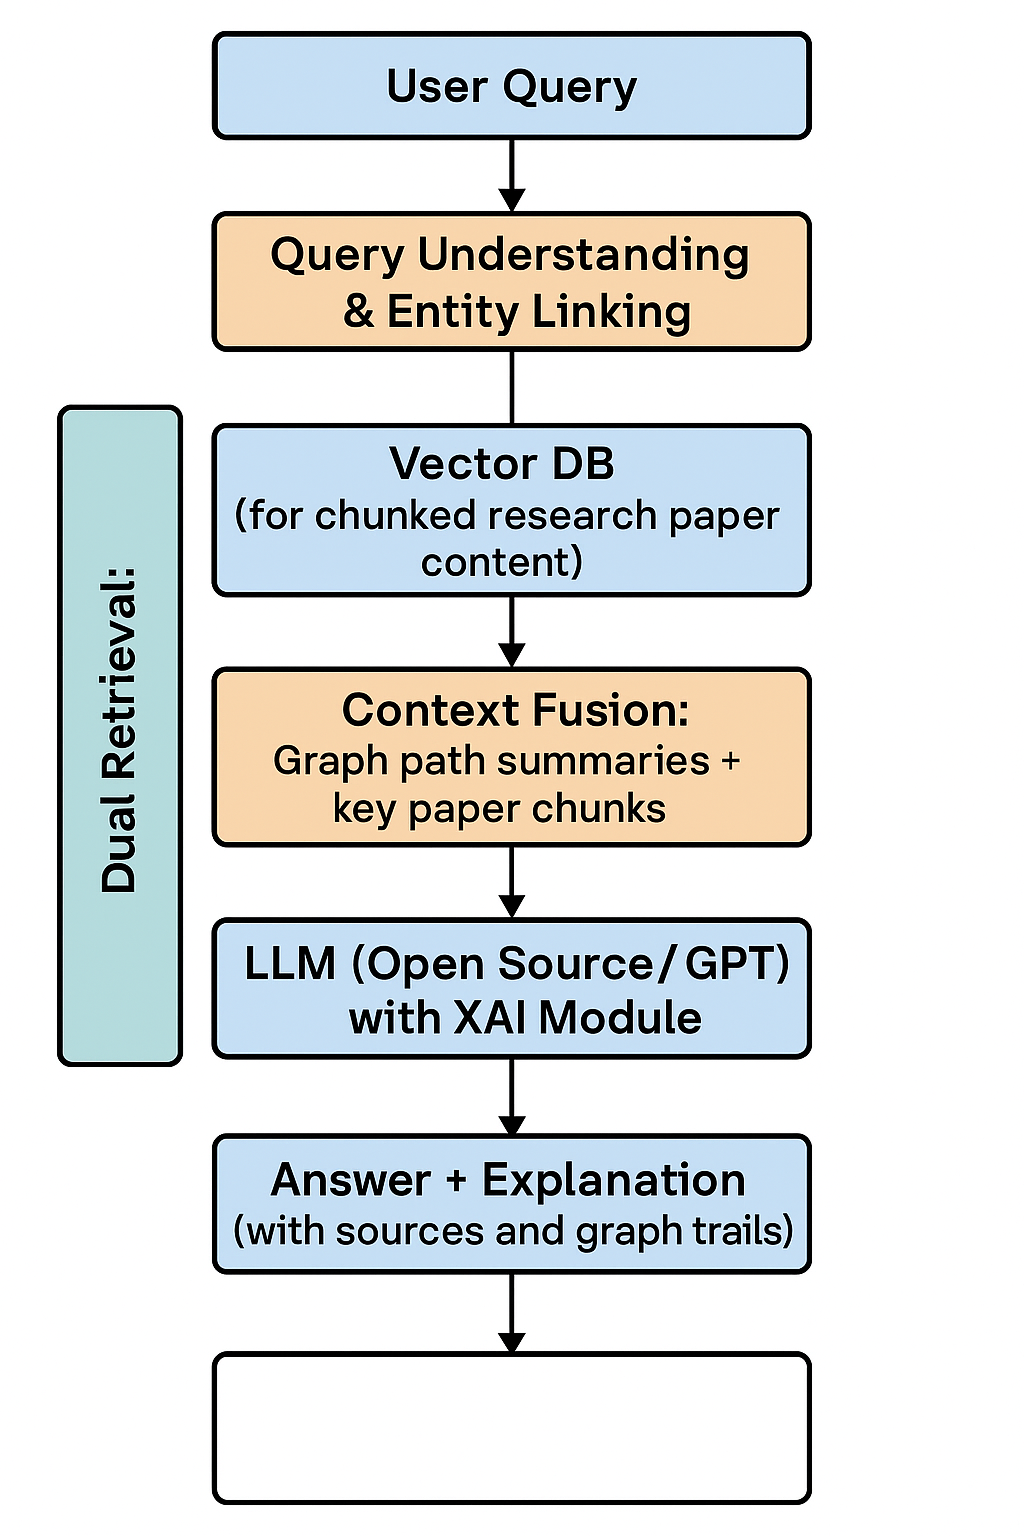 User Query
Query Understanding
& Entity Linking
Dual Retrieval:
Vector DB
(for chunked research paper
content)
Context Fusion:
Graph path summaries +
key paper chunks
LLM (Open Source/GPT)
with XAI Module
Answer + Explanation
(with sources and graph trails)